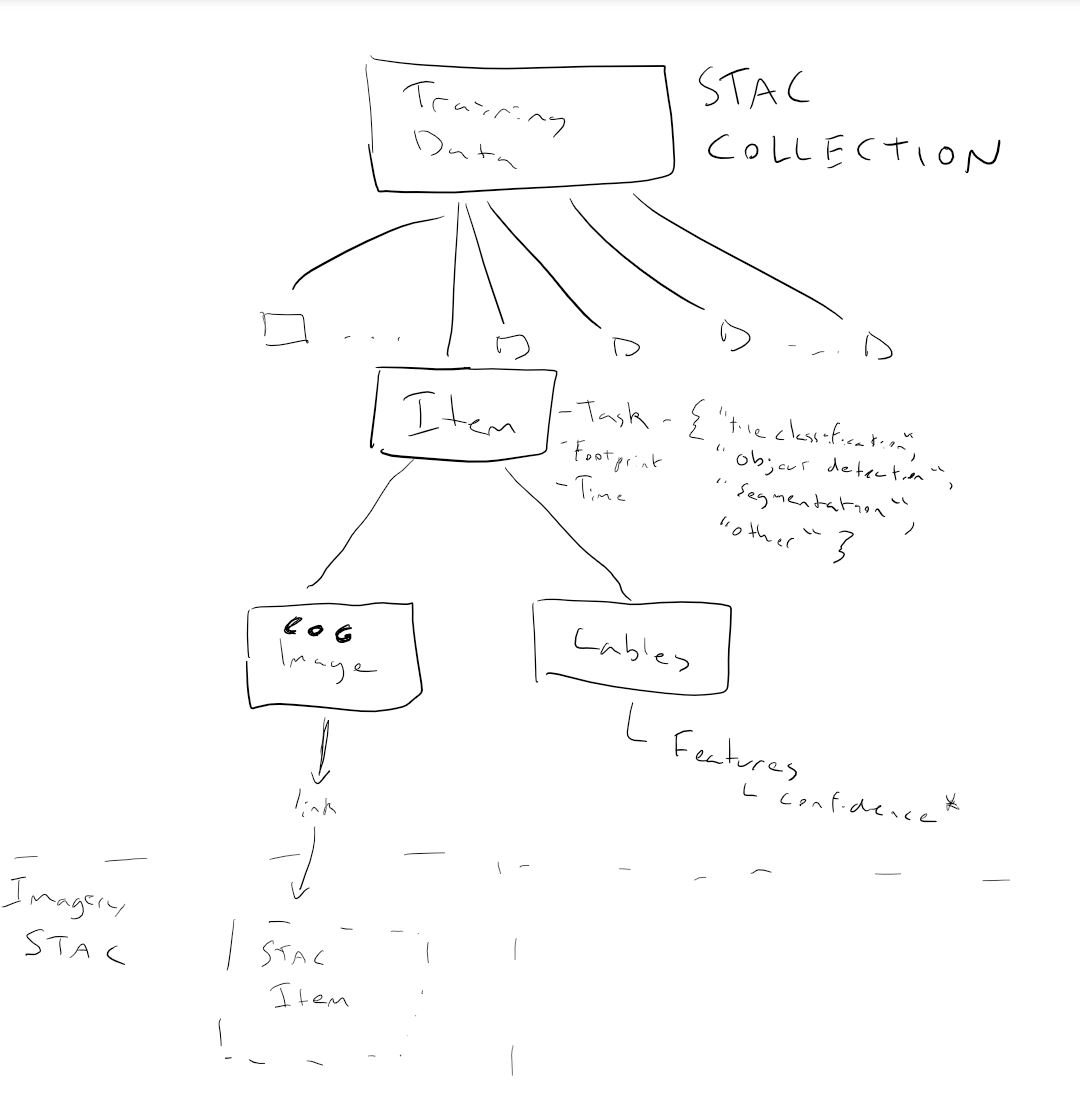 Training
Data
STAC
COLLECTION
Item
- Task - { "tile classification",
- Footprint
"object detection",
- Time
"segmentation",
"other" }
COG
Image
Lables
Features
confidence *
link
Imagery
STAC
STAC
Item